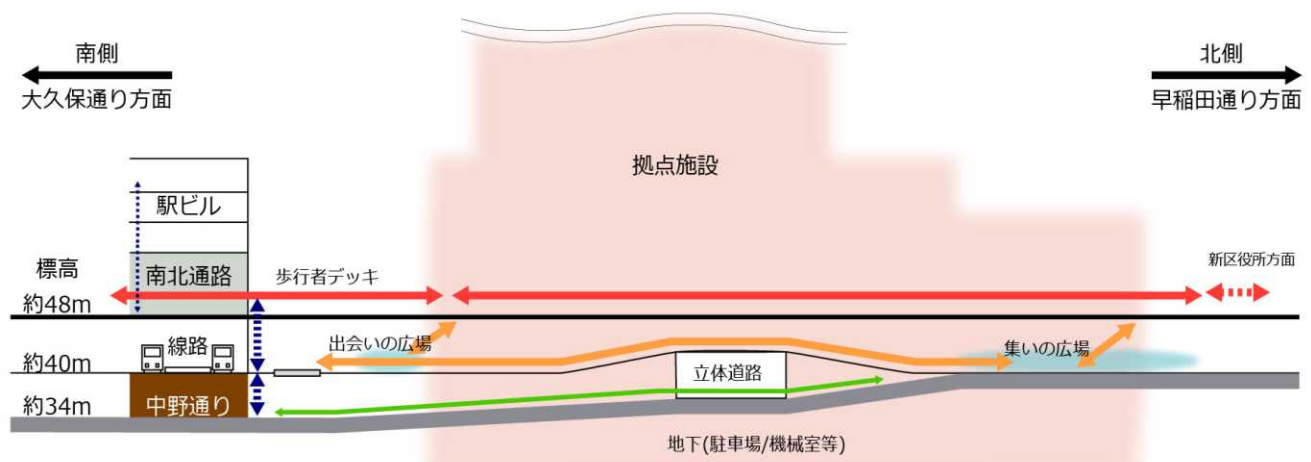 南側
大久保通り方面
北側
早稲田通り方面
拠点施設
駅ビル
標高
南北通路
歩行者デッキ
新区役所方面
約48m
線路
出会いの広場
集いの広場
約40m
立体道路
約34m
中野通り
地下(駐車場/機械室等)